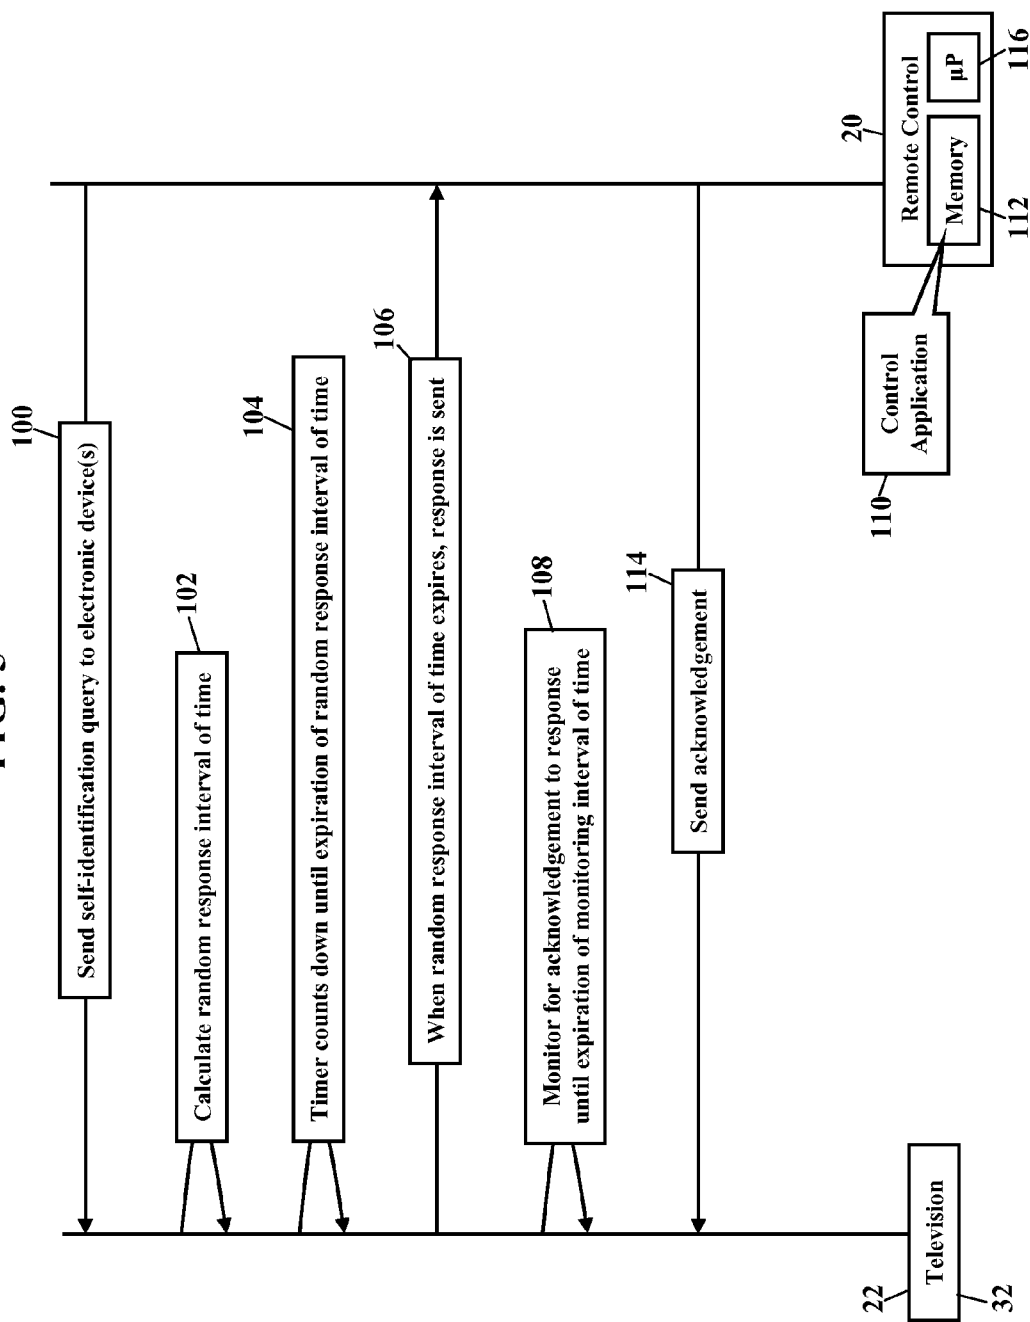 100
Send self-identification query to electronic device(s)
102
Calculate random response interval of time
104
Timer counts down until expiration of random response interval of time
106
When random response interval of time expires, response is sent
108
Monitor for acknowledgement to response
until expiration of monitoring interval of time
114
Send acknowledgement
22
Television
32
110
Control
Application
20
Remote Control
Memory
µP
112
116